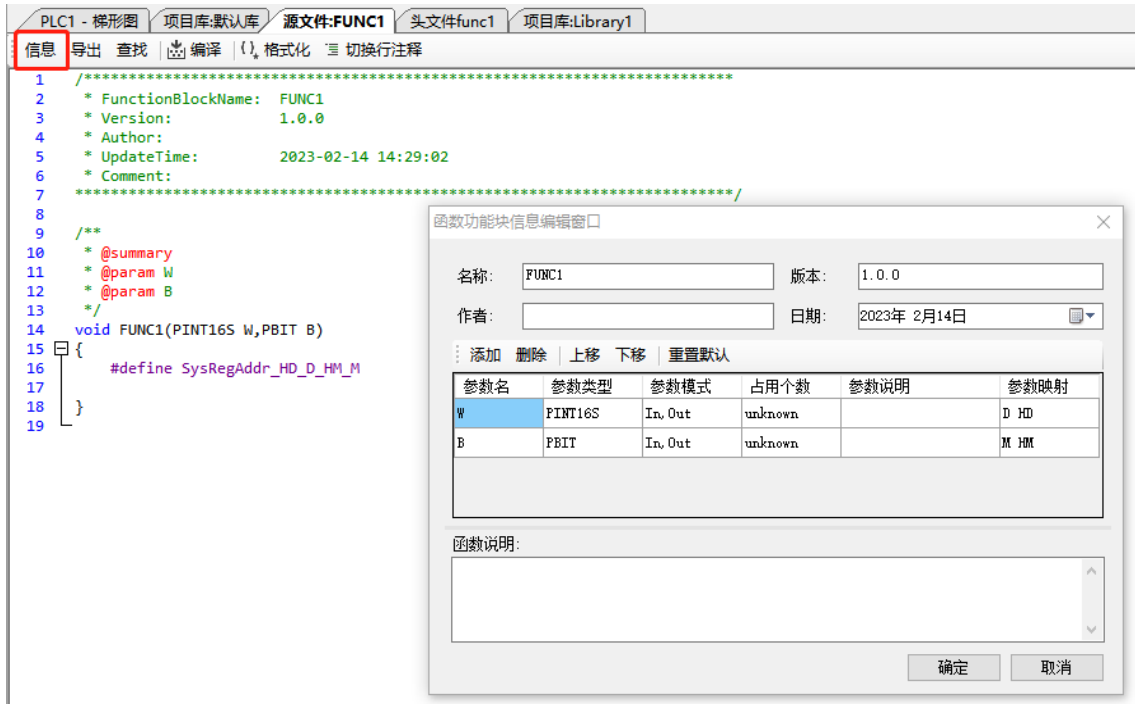 PLC1 - 梯形图 项目库:默认库 源文件:FUNC1 头文件func1 项目库:Library1
信息 导出 查找 编译 {} 格式化 切换行注释
1 /**************************************************************************
2 * FunctionBlockName: FUNC1
3 * Version: 1.0.0
4 * Author:
5 * UpdateTime: 2023-02-14 14:29:02
6 * Comment:
7 **************************************************************************/
8
9 /**
10 * @summary
11 * @param W
12 * @param B
13 */
14 void FUNC1(PINT16S W,PBIT B)
15 {
16 #define SysRegAddr_HD_D_HM_M
17
18 }
19
函数功能块信息编辑窗口
名称: FUNC1 版本: 1.0.0
作者: 日期: 2023年 2月14日
添加 删除 上移 下移 重置默认
参数名 参数类型 参数模式 占用个数 参数说明 参数映射
W PINT16S In,Out unknown D HD
B PBIT In,Out unknown M HM
函数说明:
确定 取消